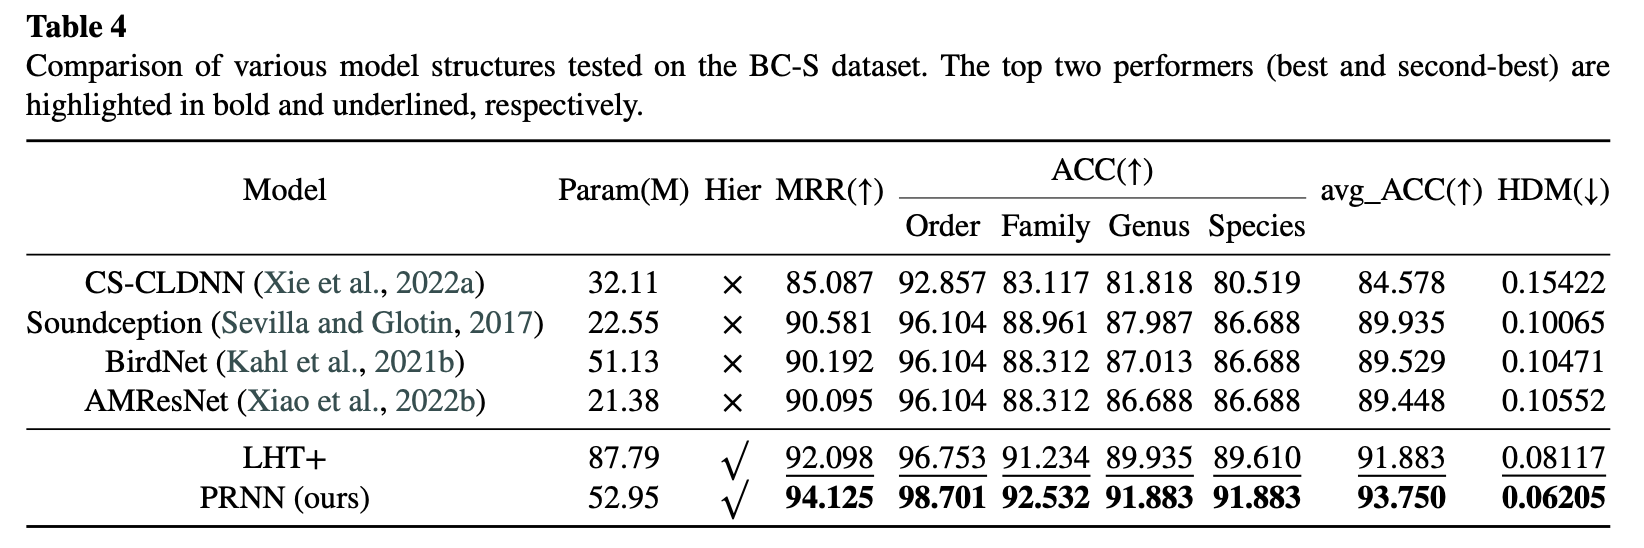 Table 4
Comparison of various model structures tested on the BC-S dataset. The top two performers (best and second-best) are
highlighted in bold and underlined, respectively.
Model Param(M) Hier MRR(↑) ACC(↑) avg_ACC(↑) HDM(↓)
Order Family Genus Species
CS-CLDNN (Xie et al., 2022a) 32.11 × 85.087 92.857 83.117 81.818 80.519 84.578 0.15422
Soundception (Sevilla and Glotin, 2017) 22.55 × 90.581 96.104 88.961 87.987 86.688 89.935 0.10065
BirdNet (Kahl et al., 2021b) 51.13 × 90.192 96.104 88.312 87.013 86.688 89.529 0.10471
AMResNet (Xiao et al., 2022b) 21.38 × 90.095 96.104 88.312 86.688 86.688 89.448 0.10552
LHT+ 87.79 √ 92.098 96.753 91.234 89.935 89.610 91.883 0.08117
PRNN (ours) 52.95 √ 94.125 98.701 92.532 91.883 91.883 93.750 0.06205